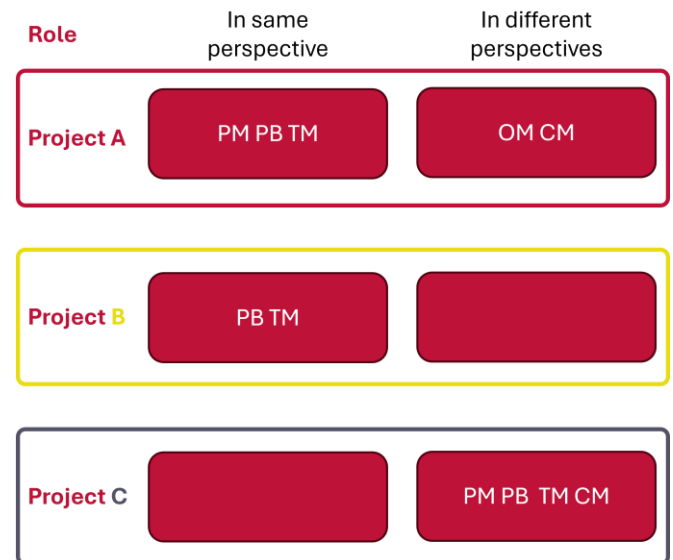 Role
In same
perspective
In different
perspectives
Project A
PM PB TM
OM CM
Project B
PB TM
Project C
PM PB  TM CM